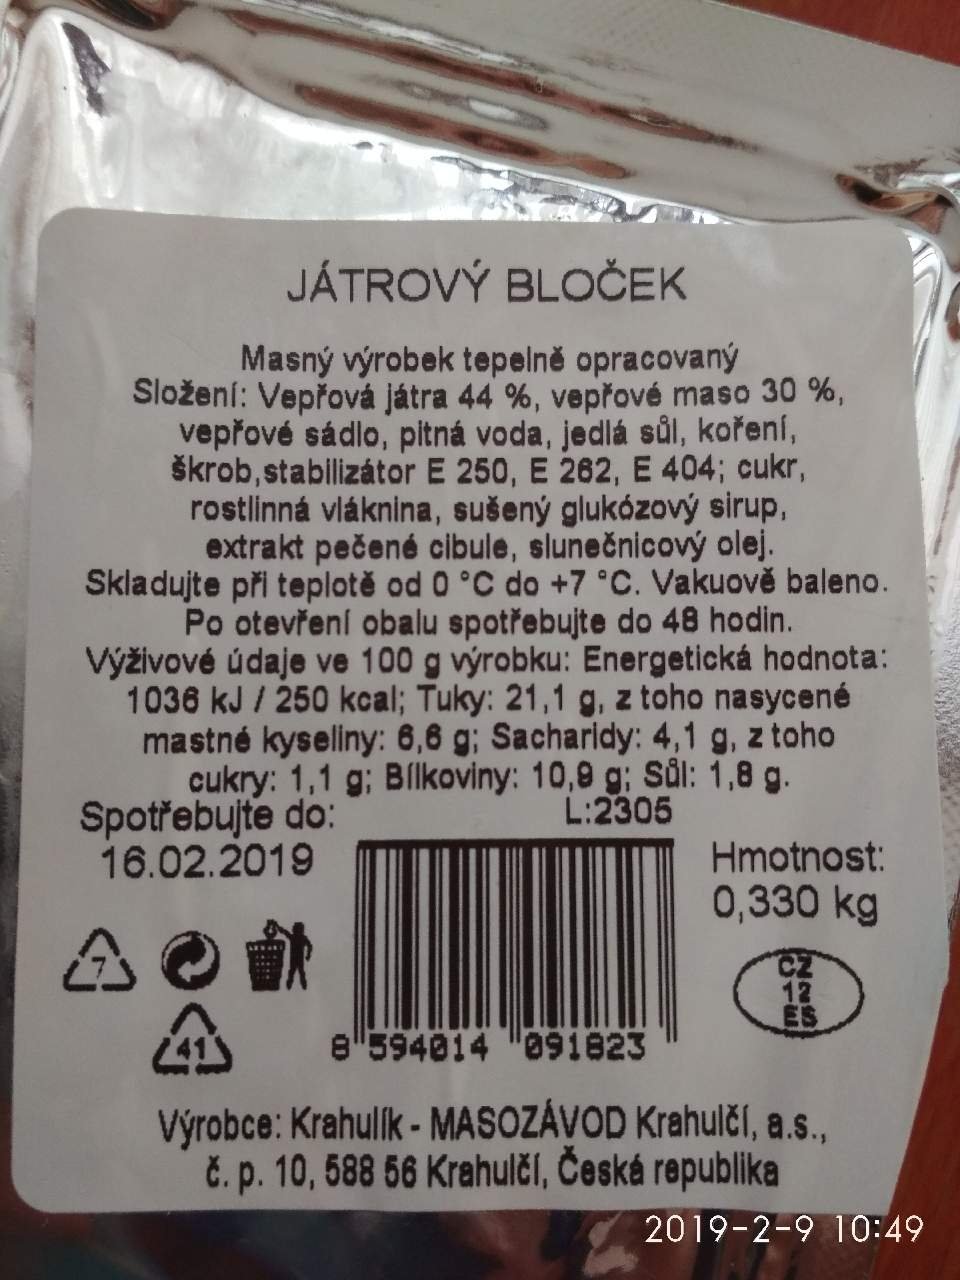 JÁTROVÝ BLOČEK
Masný výrobek tepelně opracovaný
Složení: Vepřová játra 44 %, vepřové maso 30 %,
vepřové sádlo, pitná voda, jedlá sůl, koření,
škrob,stabilizátor E 250, E 262, E 404; cukr,
rostlinná vláknina, sušený glukózový sirup,
extrakt pečené cibule, slunečnicový olej.
Skladujte při teplotě od 0 °C do +7 °C. Vakuově baleno.
Po otevření obalu spotřebujte do 48 hodin.
Výživové údaje ve 100 g výrobku: Energetická hodnota:
1036 kJ / 250 kcal; Tuky: 21,1 g, z toho nasycené
mastné kyseliny: 6,6 g; Sacharidy: 4,1 g, z toho
cukry: 1,1 g; Bílkoviny: 10,9 g; Sůl: 1,8 g.
Spotřebujte do:
16.02.2019
L:2305
Hmotnost:
0,330 kg
7
41
8 594014 091823
CZ
12
ES
Výrobce: Krahulík - MASOZÁVOD Krahulčí, a.s.,
č. p. 10, 588 56 Krahulčí, Česká republika
2019-2-9 10:49